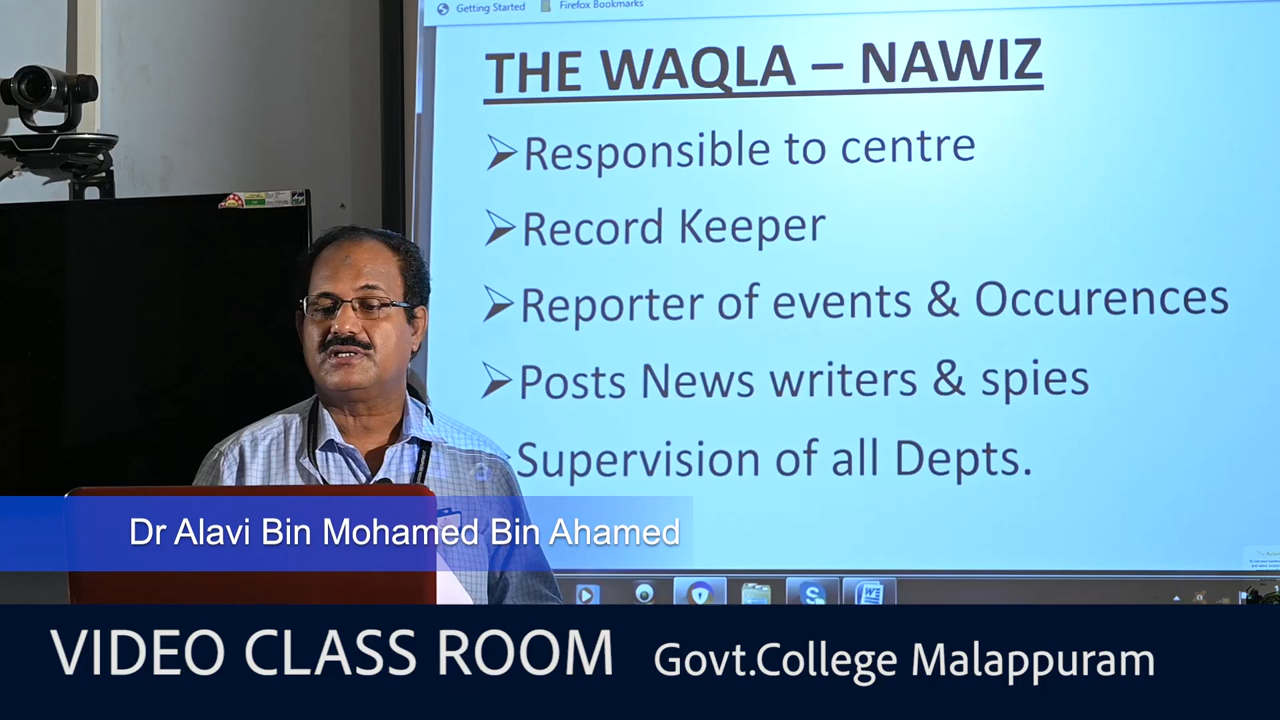 Getting Started Firefox Bookmarks
THE WAQLA – NAWIZ
Responsible to centre
Record Keeper
Reporter of events & Occurences
Posts News writers & spies
Supervision of all Depts.
Dr Alavi Bin Mohamed Bin Ahamed
VIDEO CLASS ROOM Govt.College Malappuram